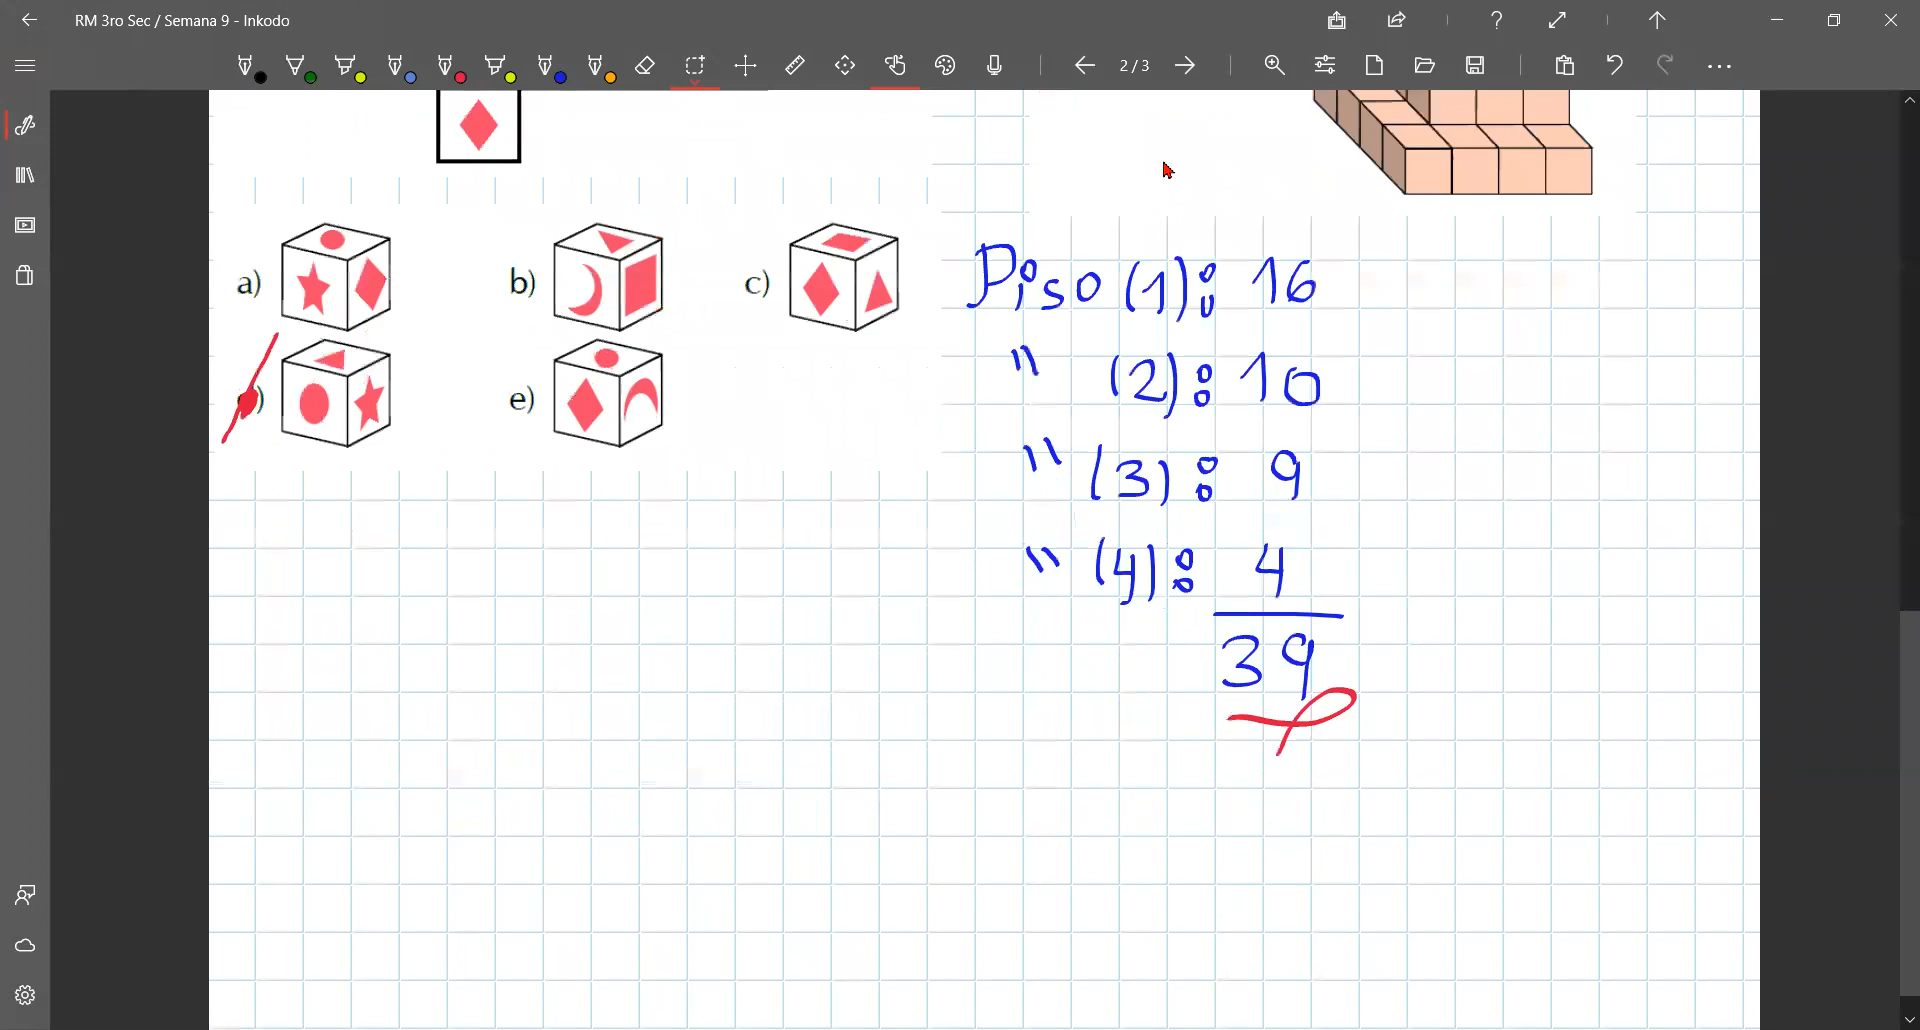 RM 3ro Sec / Semana 9 - Inkodo
2 / 3
a)
b)
c)
e)
Piso (1): 16
" (2): 10
" (3): 9
" (4): 4
39